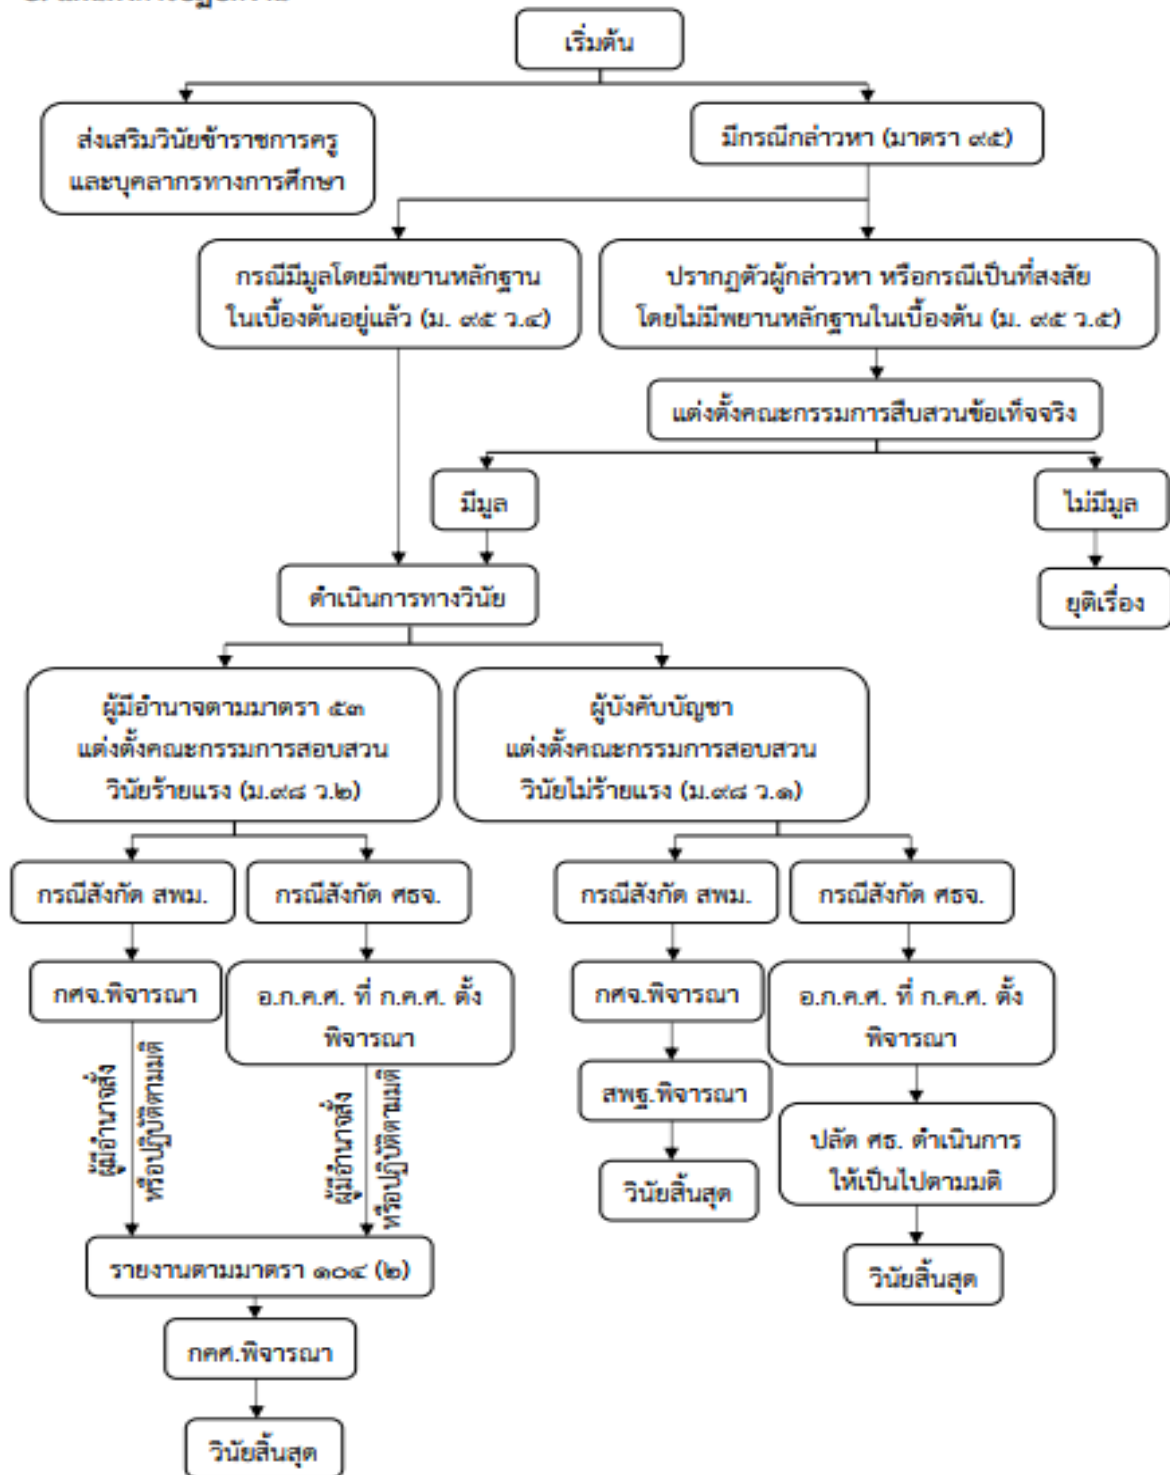 เริ่มต้น
ส่งเสริมวินัยข้าราชการครู
และบุคลากรทางการศึกษา
มีกรณีกล่าวหา (มาตรา ๙๕)
กรณีมีมูลโดยมีพยานหลักฐาน
ในเบื้องต้นอยู่แล้ว (ม. ๙๕ ว.๔)
ปรากฏตัวผู้กล่าวหา หรือกรณีเป็นที่สงสัย
โดยไม่มีพยานหลักฐานในเบื้องต้น (ม. ๙๕ ว.๕)
แต่งตั้งคณะกรรมการสืบสวนข้อเท็จจริง
มีมูล
ไม่มีมูล
ดำเนินการทางวินัย
ยุติเรื่อง
ผู้มีอำนาจตามมาตรา ๕๓
แต่งตั้งคณะกรรมการสอบสวน
วินัยร้ายแรง (ม.๙๘ ว.๒)
ผู้บังคับบัญชา
แต่งตั้งคณะกรรมการสอบสวน
วินัยไม่ร้ายแรง (ม.๙๘ ว.๑)
กรณีสังกัด สพม.
กรณีสังกัด ศธจ.
กรณีสังกัด สพม.
กรณีสังกัด ศธจ.
กศจ.พิจารณา
อ.ก.ค.ศ. ที่ ก.ค.ศ. ตั้ง
พิจารณา
กศจ.พิจารณา
อ.ก.ค.ศ. ที่ ก.ค.ศ. ตั้ง
พิจารณา
ผู้มีอำนาจสั่ง
หรือปฏิบัติตามมติ
ผู้มีอำนาจสั่ง
หรือปฏิบัติตามมติ
สพฐ.พิจารณา
ปลัด ศธ. ดำเนินการ
ให้เป็นไปตามมติ
วินัยสิ้นสุด
รายงานตามมาตรา ๑๐๔ (๒)
วินัยสิ้นสุด
กคศ.พิจารณา
วินัยสิ้นสุด